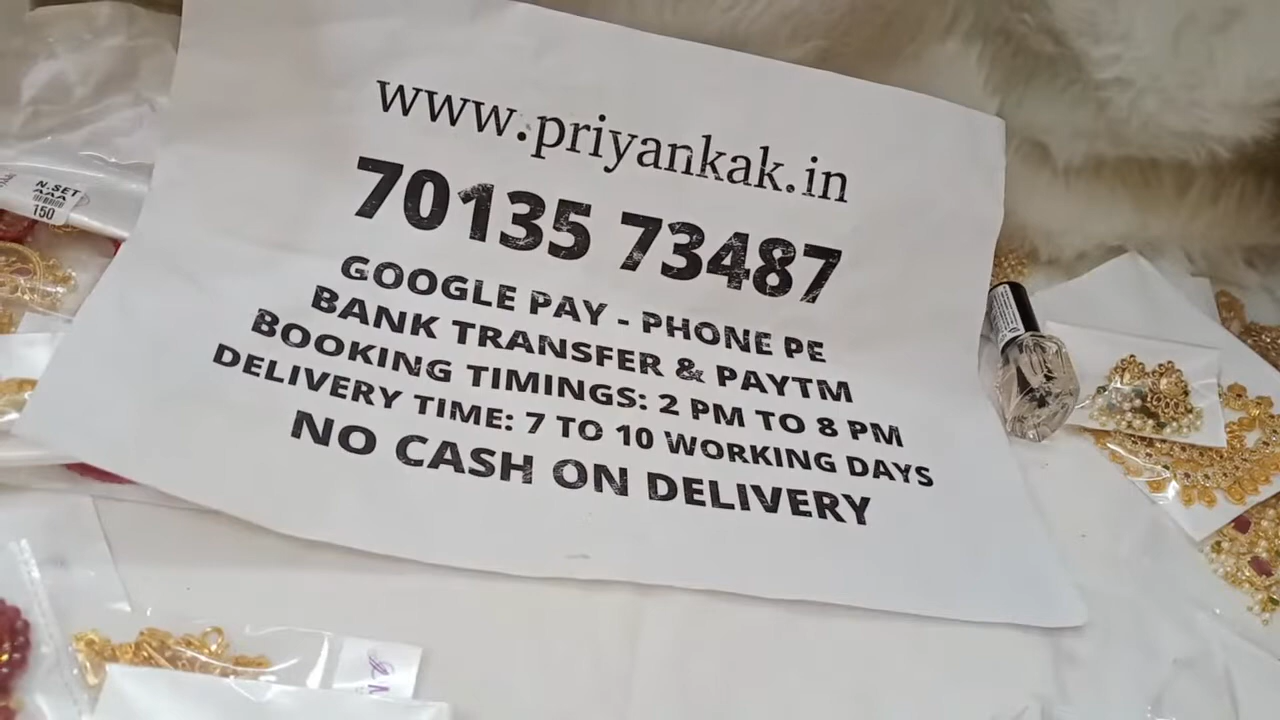 www.priyankak.in
70135 73487
GOOGLE PAY - PHONE PE
BANK TRANSFER & PAYTM
BOOKING TIMINGS: 2 PM TO 8 PM
DELIVERY TIME: 7 TO 10 WORKING DAYS
NO CASH ON DELIVERY
N.SET
AAA
150